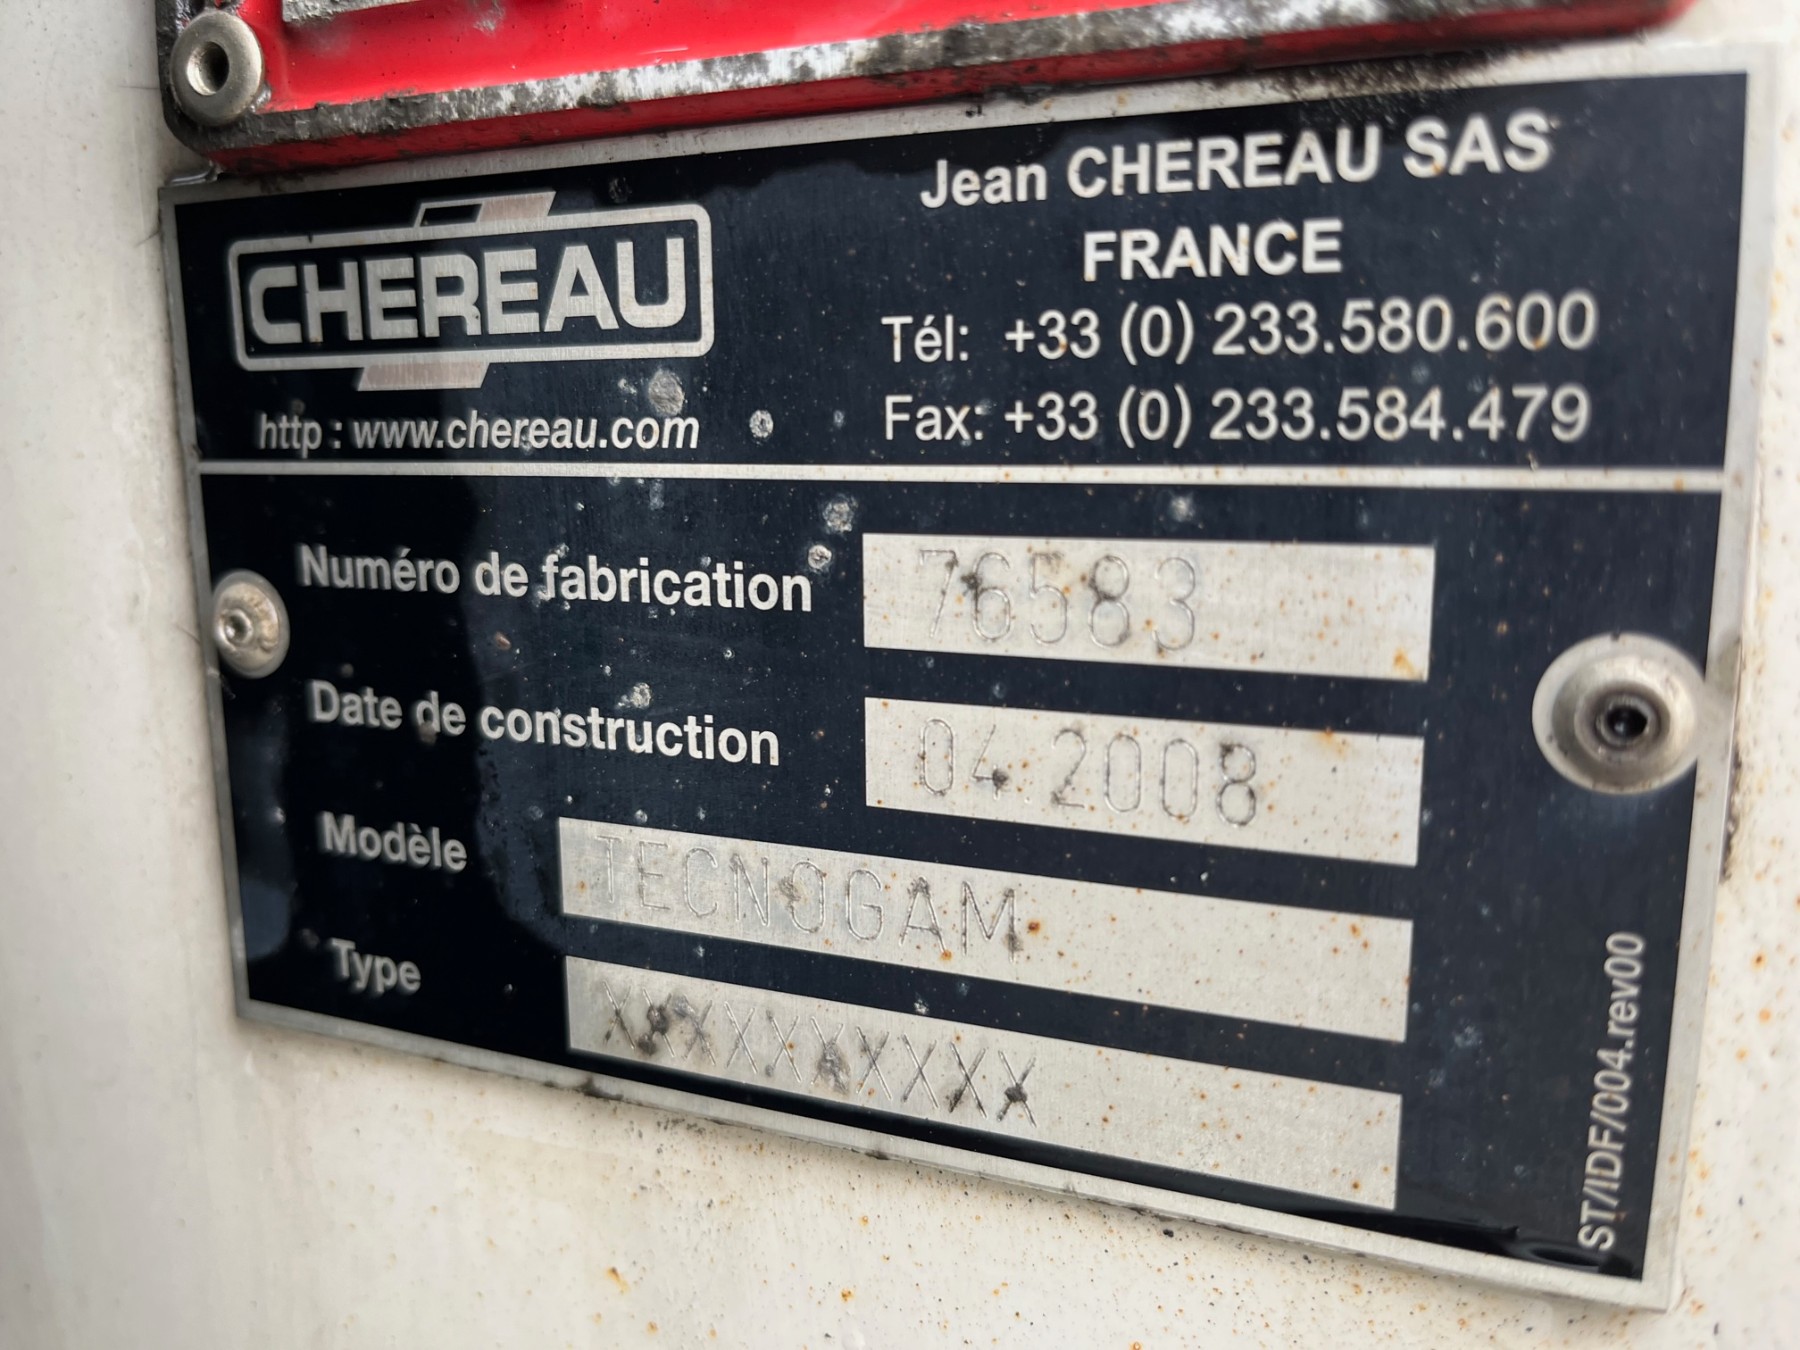 CHEREAU
http : www.chereau.com
Jean CHEREAU SAS
FRANCE
Tél: +33 (0) 233.580.600
Fax: +33 (0) 233.584.479
Numéro de fabrication 76583
Date de construction 04.2008
Modèle TECNOGAM
Type XXXXXXXXXX
ST/IDF/004.rev00